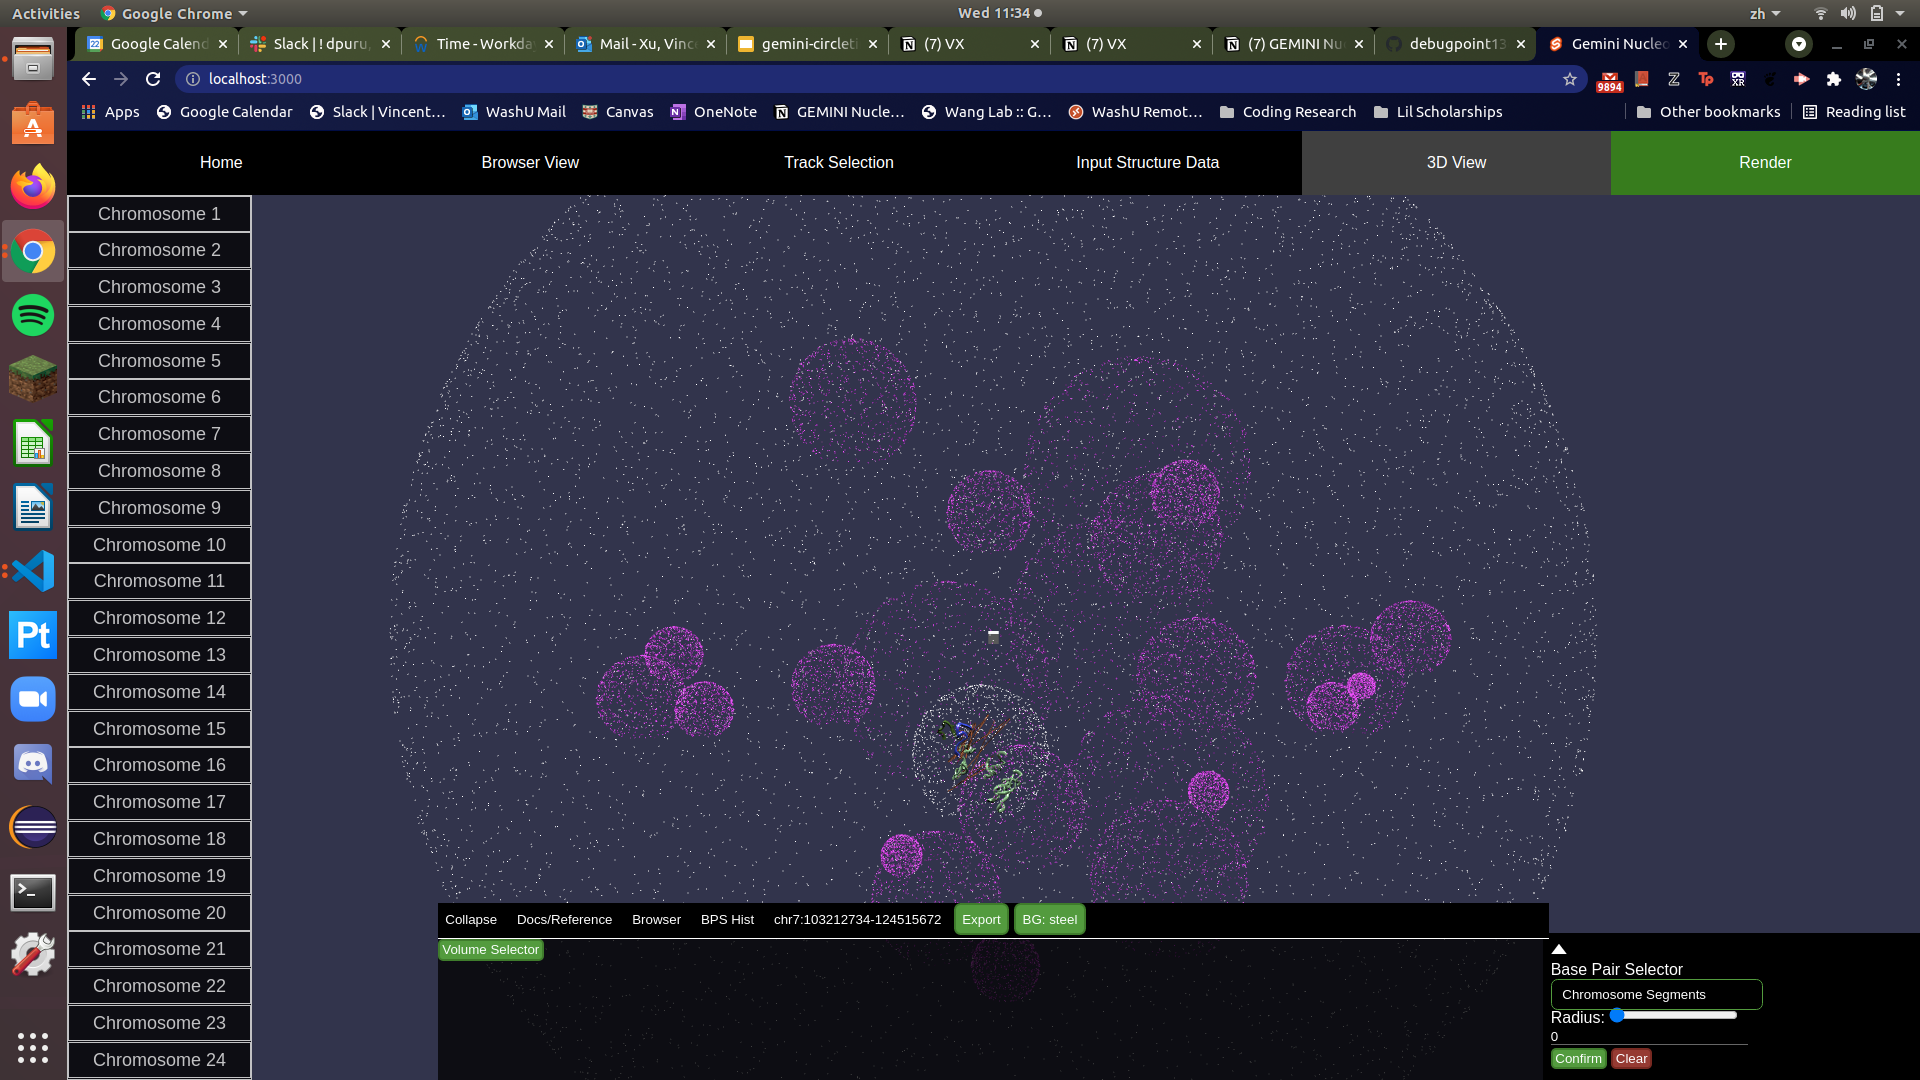 Activities Google Chrome Wed 11:34 zh
Google Calend Slack | ! dpuru, Time - Workda Mail - Xu, Vince gemini-circleti (7) VX (7) VX (7) GEMINI Nu debugpoint13 Gemini Nucleo
localhost:3000 9894
Apps Google Calendar Slack | Vincent… WashU Mail Canvas OneNote GEMINI Nucle… Wang Lab :: G… WashU Remot… Coding Research Lil Scholarships Other bookmarks Reading list
Home Browser View Track Selection Input Structure Data 3D View Render
Chromosome 1
Chromosome 2
Chromosome 3
Chromosome 4
Chromosome 5
Chromosome 6
Chromosome 7
Chromosome 8
Chromosome 9
Chromosome 10
Chromosome 11
Chromosome 12
Chromosome 13
Chromosome 14
Chromosome 15
Chromosome 16
Chromosome 17
Chromosome 18
Chromosome 19
Chromosome 20
Chromosome 21
Chromosome 22
Chromosome 23
Chromosome 24
Pt
Collapse Docs/Reference Browser BPS Hist chr7:103212734-124515672 Export BG: steel
Volume Selector
Base Pair Selector
Chromosome Segments
Radius:
0
Confirm Clear